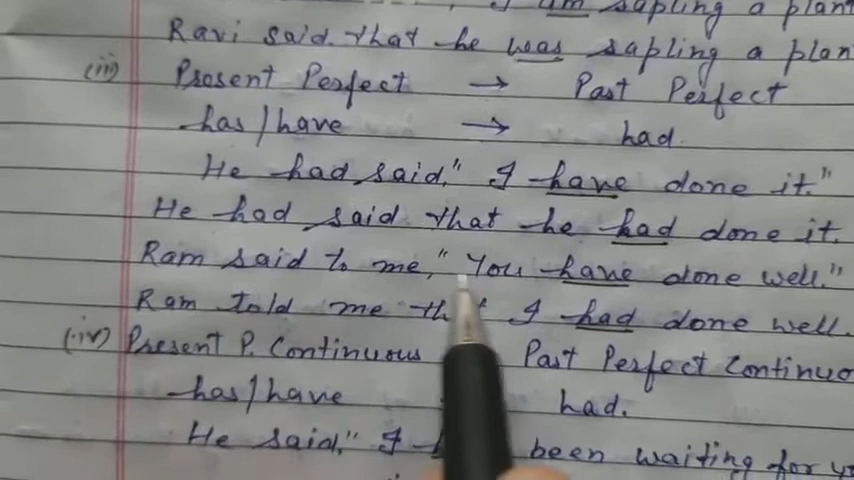 I am sapling a plant
Ravi said that he was sapling a plan
(iii) Present Perfect → Past Perfect
has/have → had.
He had said," I have done it."
He had said that he had done it.
Ram said to me," You have done well."
Ram told me that I had done well.
(iv) Present P. Continuous Past Perfect Continuo
has/have had.
He said," I been waiting for